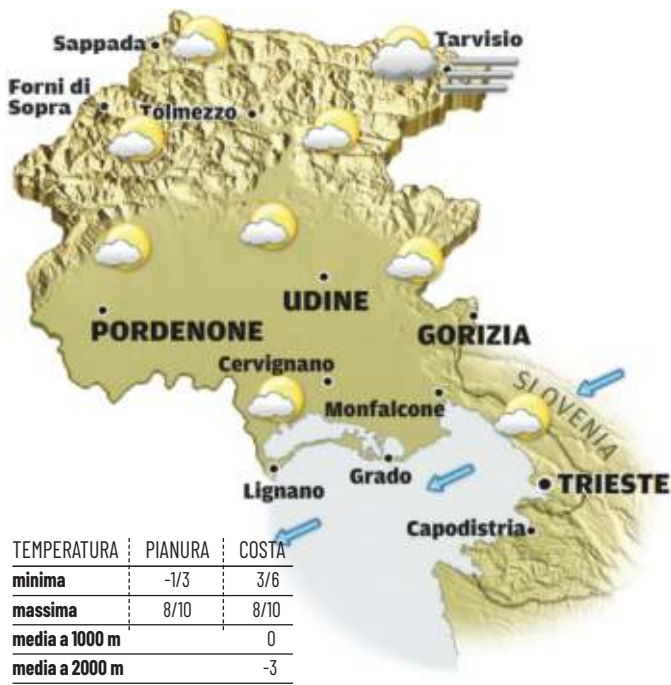 Sappada
Tarvisio
Forni di
Sopra
Tolmezzo
UDINE
PORDENONE
GORIZIA
Cervignano
SLOVENIA
Monfalcone
Grado
Lignano
TRIESTE
Capodistria
TEMPERATURA PIANURA COSTA
minima -1/3 3/6
massima 8/10 8/10
media a 1000 m 0
media a 2000 m -3